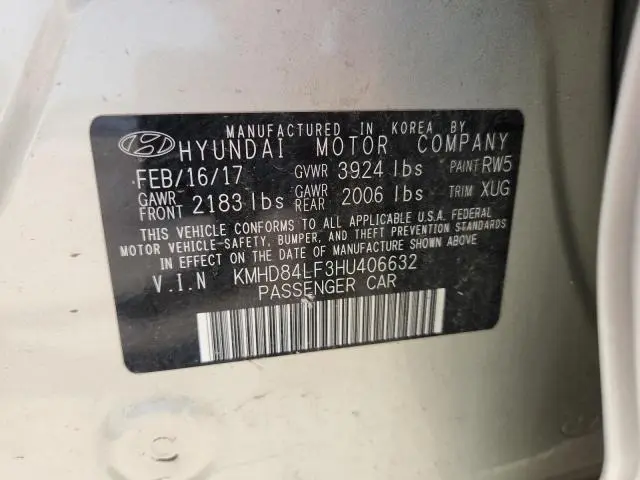 MANUFACTURED IN KOREA BY
HYUNDAI MOTOR COMPANY
FEB/16/17 GVWR 3924 lbs PAINT RW5
GAWR FRONT 2183 lbs GAWR REAR 2006 lbs TRIM XUG
THIS VEHICLE CONFORMS TO ALL APPLICABLE U.S.A. FEDERAL
MOTOR VEHICLE-SAFETY, BUMPER, AND THEFT PREVENTION STANDARDS
IN EFFECT ON THE DATE OF MANUFACTURE SHOWN ABOVE.
V.I.N KMHD84LF3HU406632
PASSENGER CAR